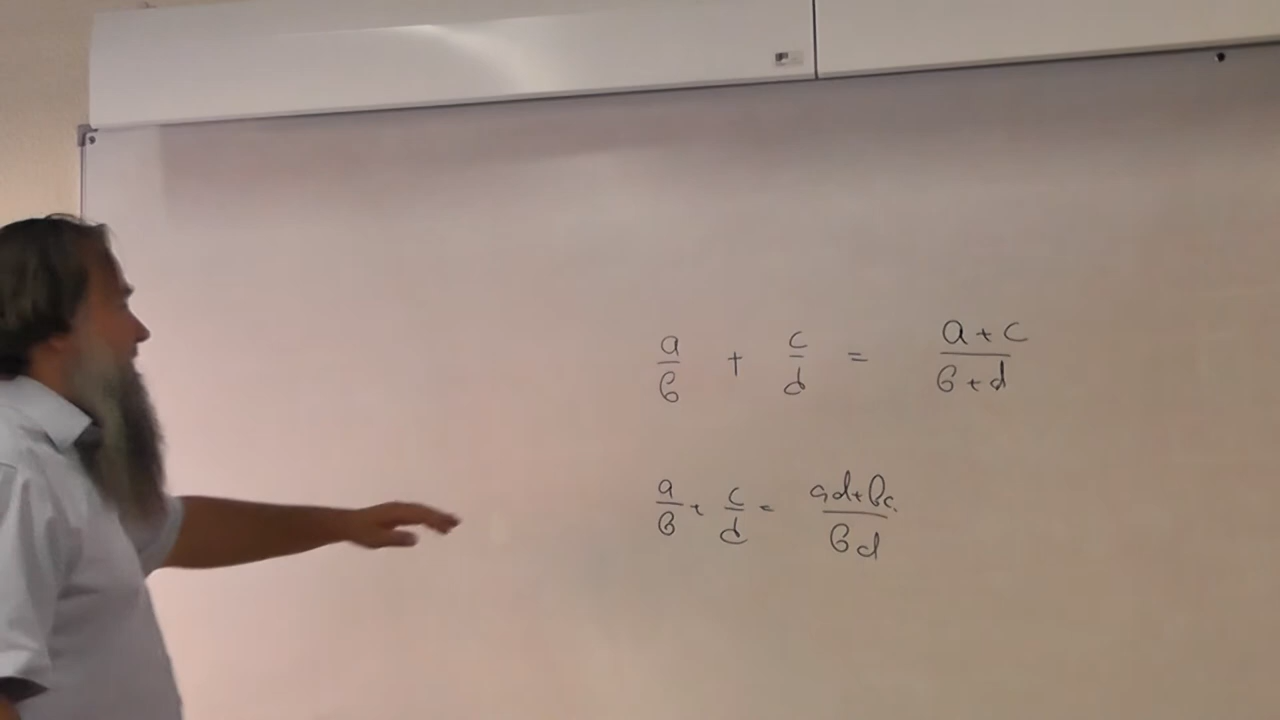 a/b + c/d = a+c/b+d
a/b + c/d = ad+bc/bd